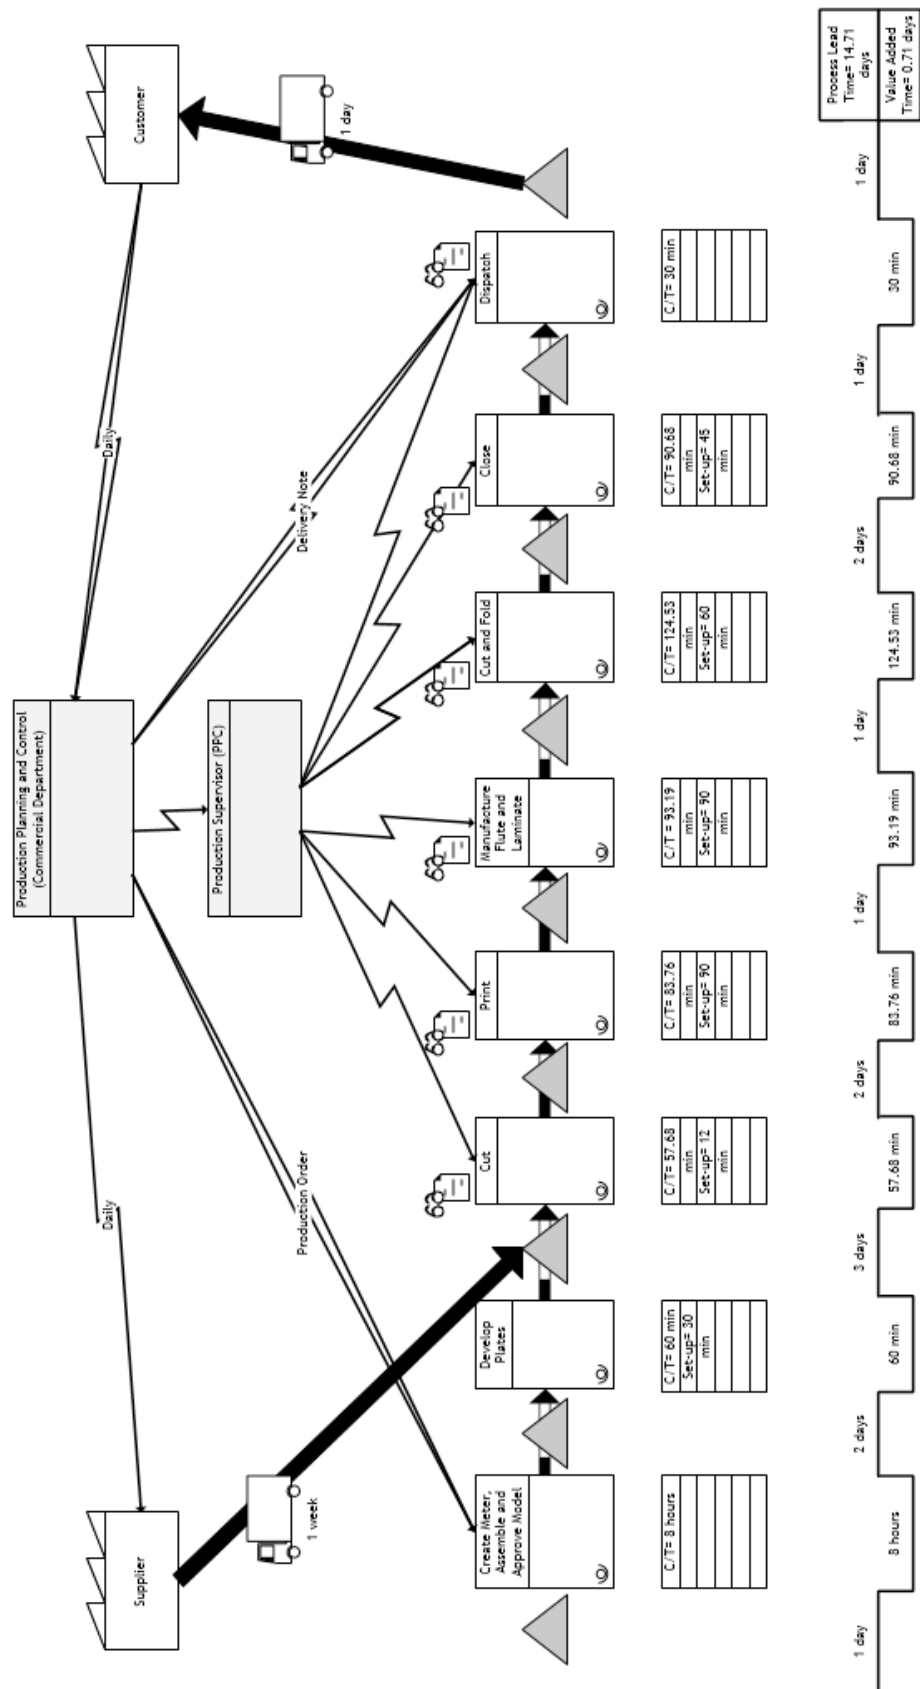 Supplier
Production Planning and Control
(Commercial Department)
Customer
Daily
Daily
Production Supervisor (PPC)
1 week
1 day
Production Order
Delivery Note
Create Meter,
Assemble and
Approve Model
Develop
Plates
Cut
Print
Manufacture
Flute and
Laminate
Cut and Fold
Close
Dispatch
C/T= 8 hours
C/T= 60 min
Set-up= 30
min
C/T= 57.68
min
Set-up= 12
min
C/T= 83.76
min
Set-up= 90
min
C/T= 93.19
min
Set-up= 90
min
C/T= 124.53
min
Set-up= 60
min
C/T= 90.68
min
Set-up= 45
min
C/T= 30 min
1 day
8 hours
2 days
60 min
3 days
57.68 min
2 days
83.76 min
1 day
93.19 min
1 day
124.53 min
2 days
90.68 min
1 day
30 min
1 day
Process Lead
Time= 14.71
days
Value Added
Time= 0.71 days